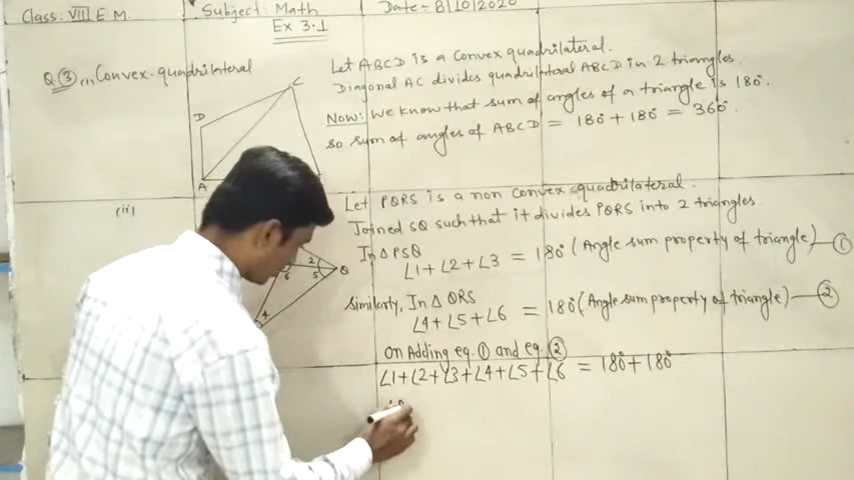 Class: VIII E M. Subject: Math Date = 8/10/2020
Ex 3.1
Q. 3 (i) Convex quadrilateral
Let ABCD is a Convex quadrilateral.
Diagonal AC divides quadrilateral ABCD in 2 triangles.
Now: We know that sum of angles of a triangle is 180°.
so sum of angles of ABCD = 180° + 180° = 360°.
D
C
A
(ii)
Let PQRS is a non convex quadrilateral.
Joined SQ such that it divides PQRS into 2 triangles
In ∆ PSQ
∠1 + ∠2 + ∠3 = 180° (Angle sum property of triangle) — ①
Similarly, In ∆ QRS
∠4 + ∠5 + ∠6 = 180° (Angle sum property of triangle) — ②
on Adding eq. ① and eq. ②
∠1 + ∠2 + ∠3 + ∠4 + ∠5 + ∠6 = 180° + 180°
2
Q
6
5
4